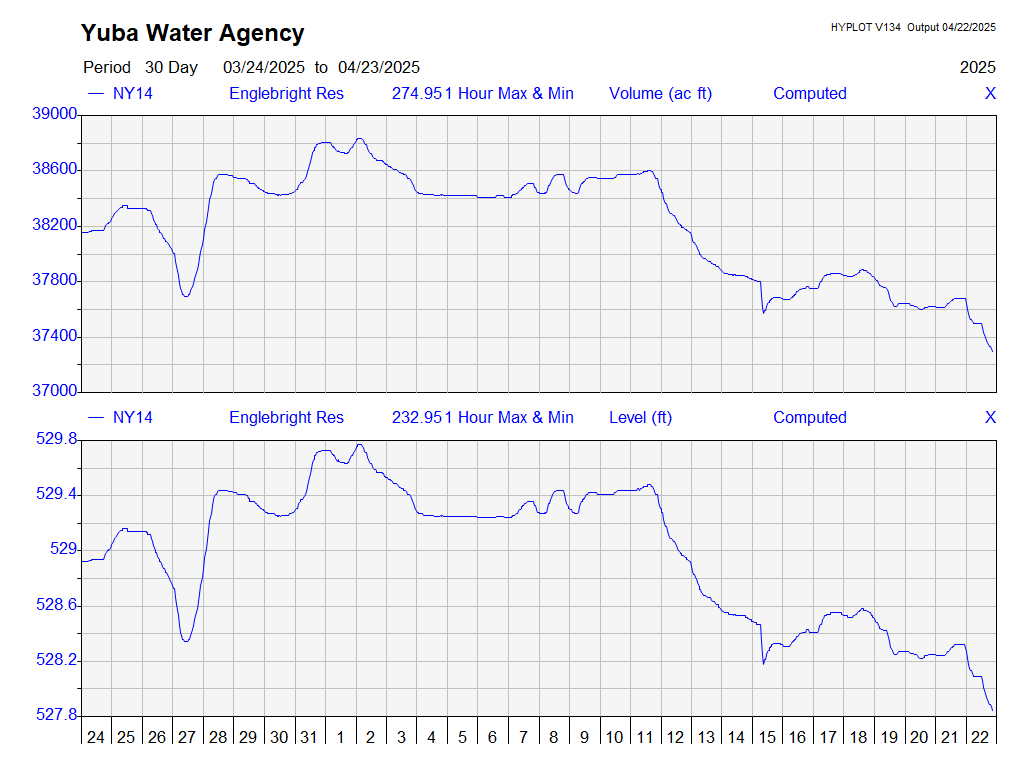 Yuba Water Agency
HYPLOT V134 Output 04/22/2025
Period 30 Day 03/24/2025 to 04/23/2025 2025
— NY14 Englebright Res 274.951 Hour Max & Min Volume (ac ft) Computed X
39000
38600
38200
37800
37400
37000
— NY14 Englebright Res 232.951 Hour Max & Min Level (ft) Computed X
529.8
529.4
529
528.6
528.2
527.8
24 25 26 27 28 29 30 31 1 2 3 4 5 6 7 8 9 10 11 12 13 14 15 16 17 18 19 20 21 22